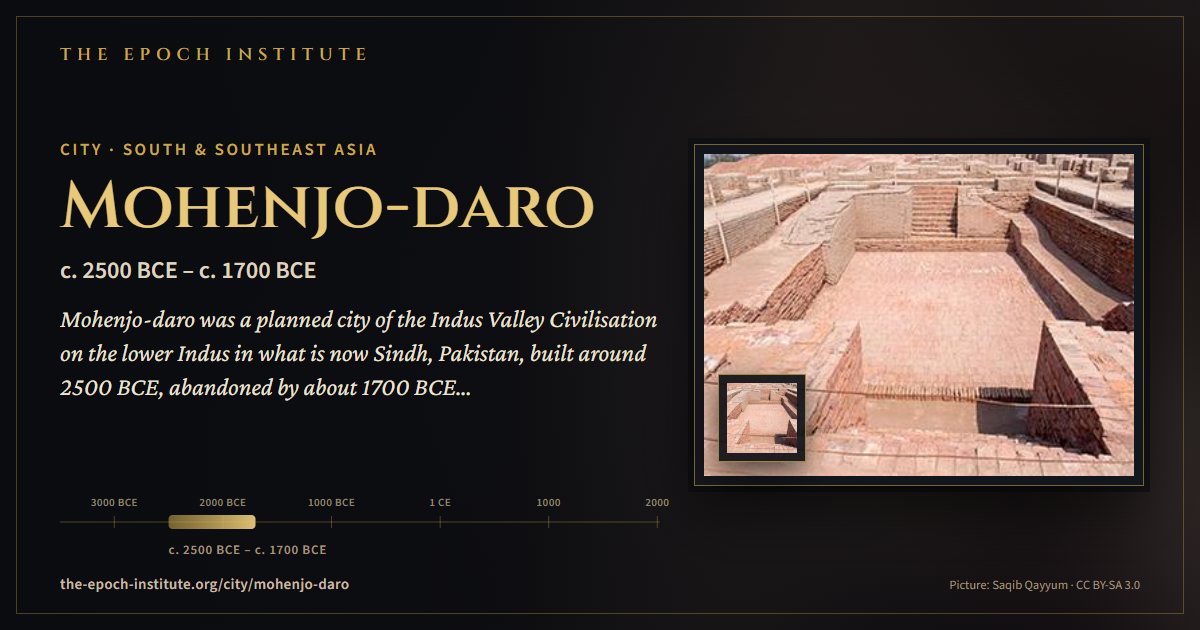 THE EPOCH INSTITUTE
CITY · SOUTH & SOUTHEAST ASIA
MOHENJO-DARO
c. 2500 BCE – c. 1700 BCE
Mohenjo-daro was a planned city of the Indus Valley Civilisation
on the lower Indus in what is now Sindh, Pakistan, built around
2500 BCE, abandoned by about 1700 BCE...
3000 BCE 2000 BCE 1000 BCE 1 CE 1000 2000
c. 2500 BCE – c. 1700 BCE
the-epoch-institute.org/city/mohenjo-daro
Picture: Saqib Qayyum · CC BY-SA 3.0